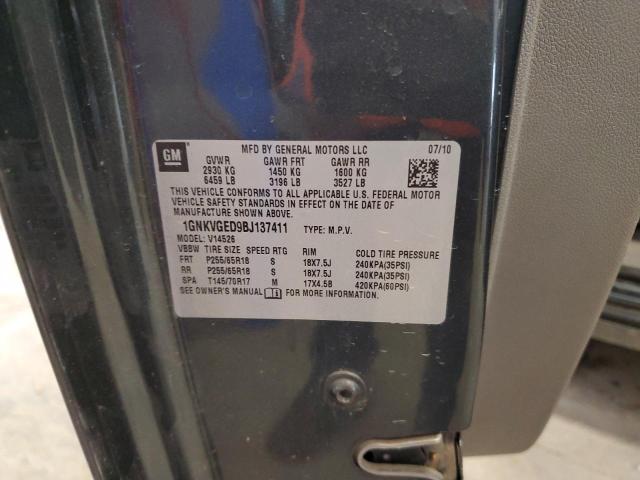 GM MFD BY GENERAL MOTORS LLC 07/10
GVWR GAWR FRT GAWR RR
2930 KG 1450 KG 1600 KG
6459 LB 3196 LB 3527 LB
THIS VEHICLE CONFORMS TO ALL APPLICABLE U.S. FEDERAL MOTOR
VEHICLE SAFETY STANDARDS IN EFFECT ON THE DATE OF
MANUFACTURE SHOWN ABOVE.
1GNKVGED9BJ137411 TYPE: M.P.V.
MODEL: V14526
VBBW TIRE SIZE SPEED RTG RIM COLD TIRE PRESSURE
FRT P255/65R18 S 18X7.5J 240KPA(35PSI)
RR P255/65R18 S 18X7.5J 240KPA(35PSI)
SPA T145/70R17 M 17X4.5B 420KPA(60PSI)
SEE OWNER'S MANUAL FOR MORE INFORMATION.